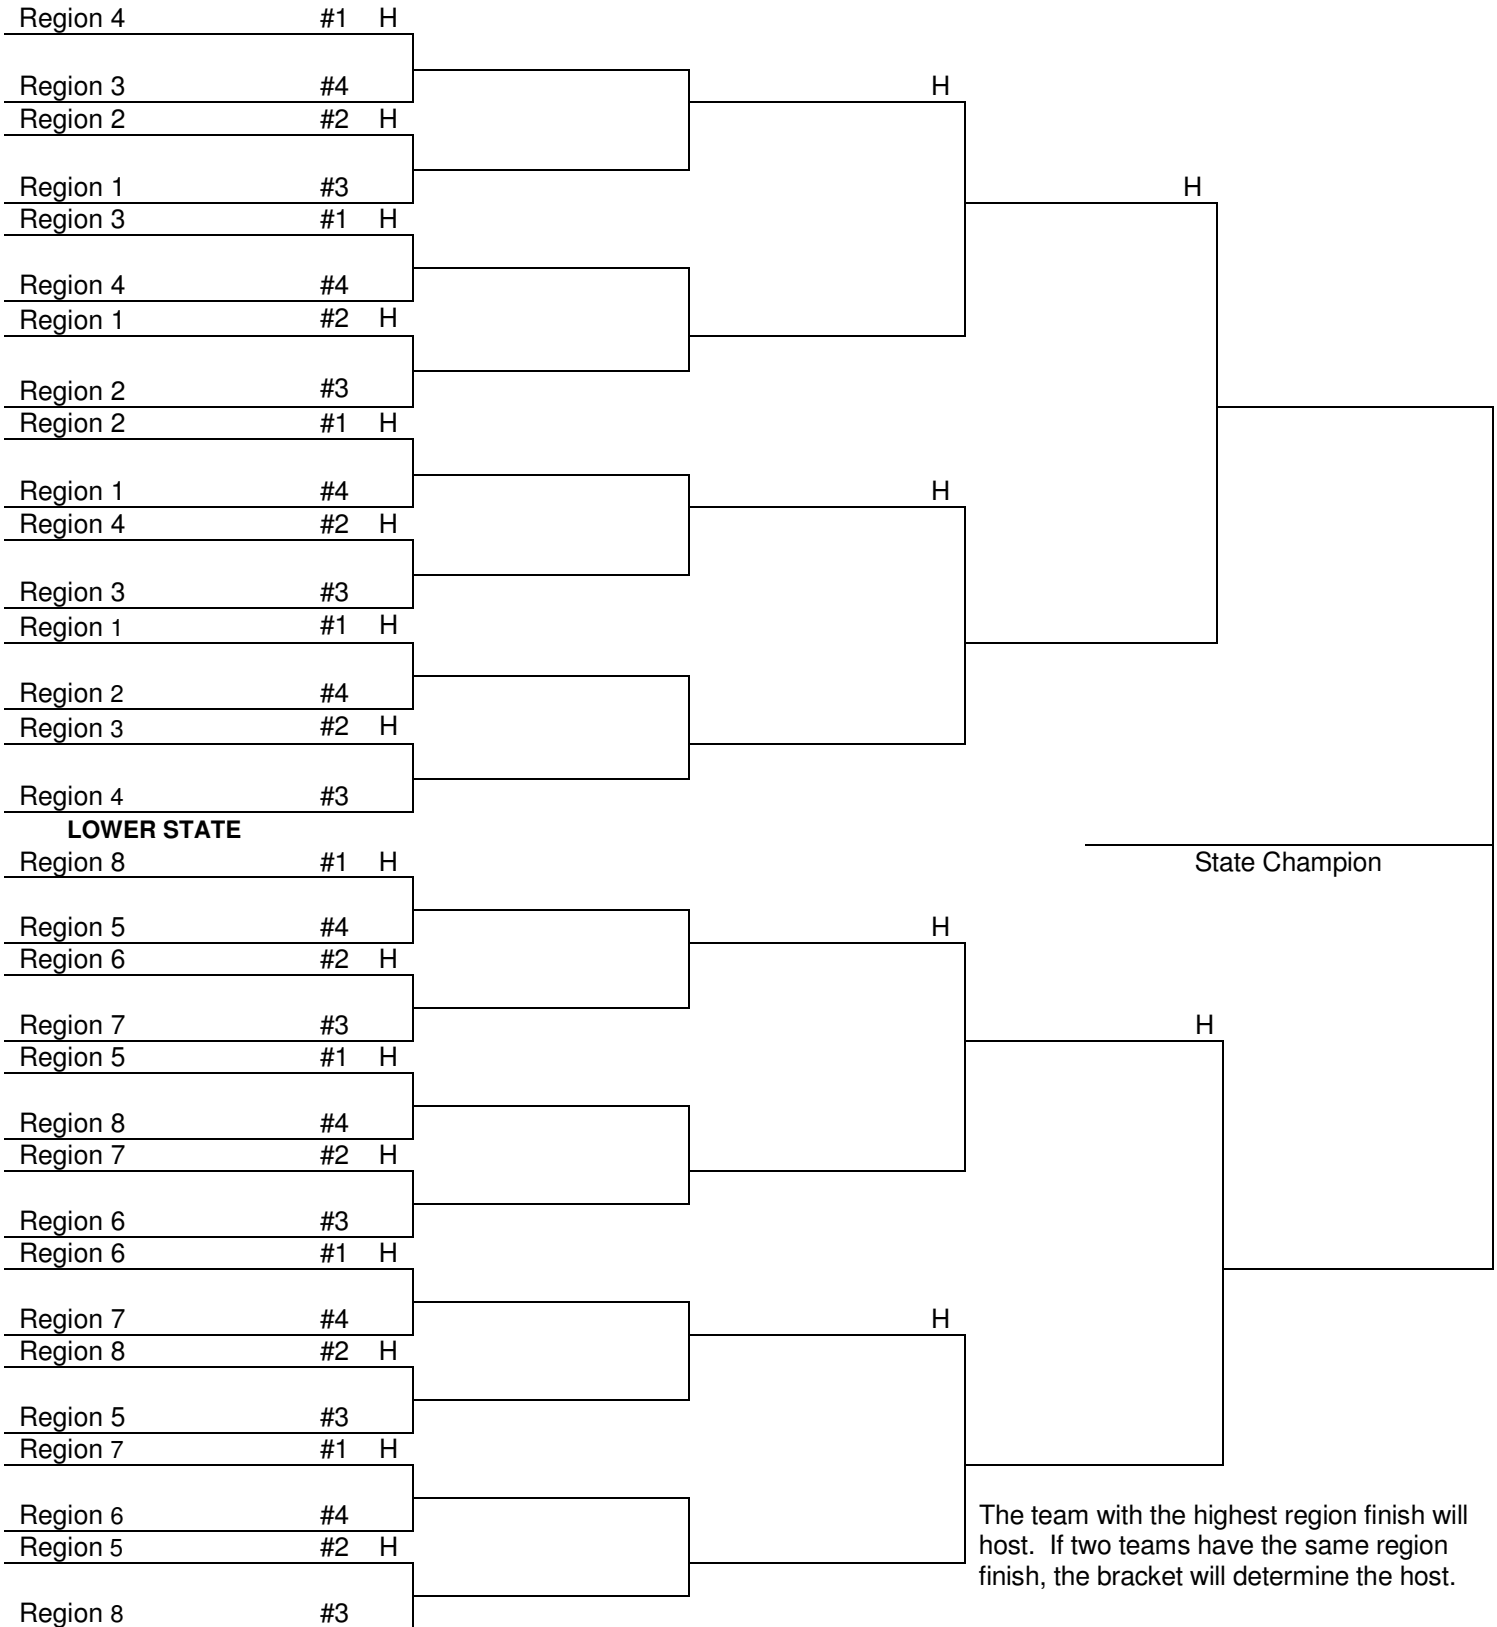 Region 4 #1 H
Region 3 #4 H
Region 2 #2 H
Region 1 #3 H
Region 3 #1 H
Region 4 #4
Region 1 #2 H
Region 2 #3
Region 2 #1 H
Region 1 #4 H
Region 4 #2 H
Region 3 #3
Region 1 #1 H
Region 2 #4
Region 3 #2 H
Region 4 #3
LOWER STATE
Region 8 #1 H
State Champion
Region 5 #4 H
Region 6 #2 H
Region 7 #3 H
Region 5 #1 H
Region 8 #4
Region 7 #2 H
Region 6 #3
Region 6 #1 H
Region 7 #4 H
Region 8 #2 H
Region 5 #3
Region 7 #1 H
Region 6 #4
Region 5 #2 H
Region 8 #3
The team with the highest region finish will
host. If two teams have the same region
finish, the bracket will determine the host.